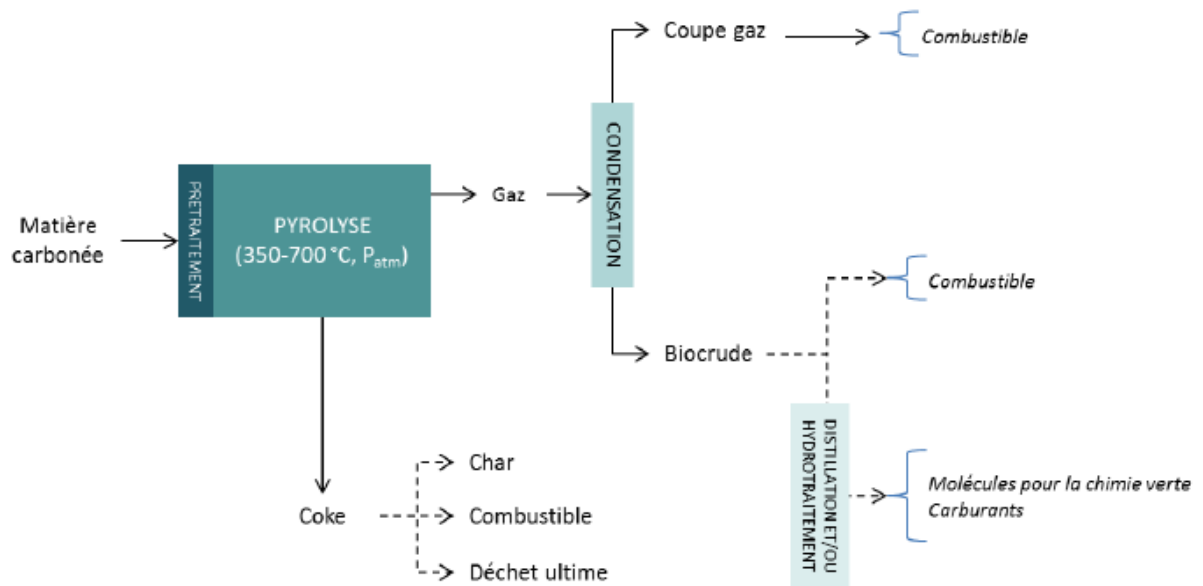 Coupe gaz
Combustible
CONDENSATION
PRETRAITEMENT
PYROLYSE
(350-700 °C, Patm)
Gaz
Matière
carbonée
Combustible
Biocrude
DISTILLATION ET/OU
HYDROTRAITEMENT
Char
Coke
Combustible
Déchet ultime
Molécules pour la chimie verte
Carburants